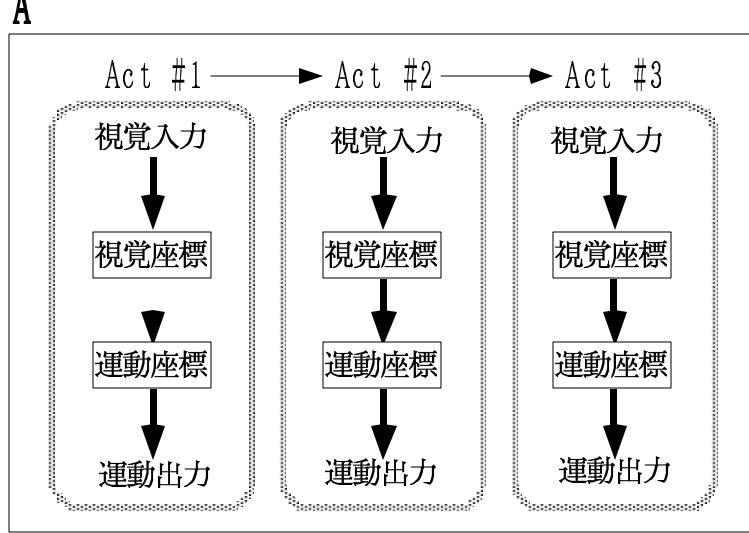 A
Act #1 Act #2 Act #3
視覚入力 視覚入力 視覚入力
視覚座標 視覚座標 視覚座標
運動座標 運動座標 運動座標
運動出力 運動出力 運動出力